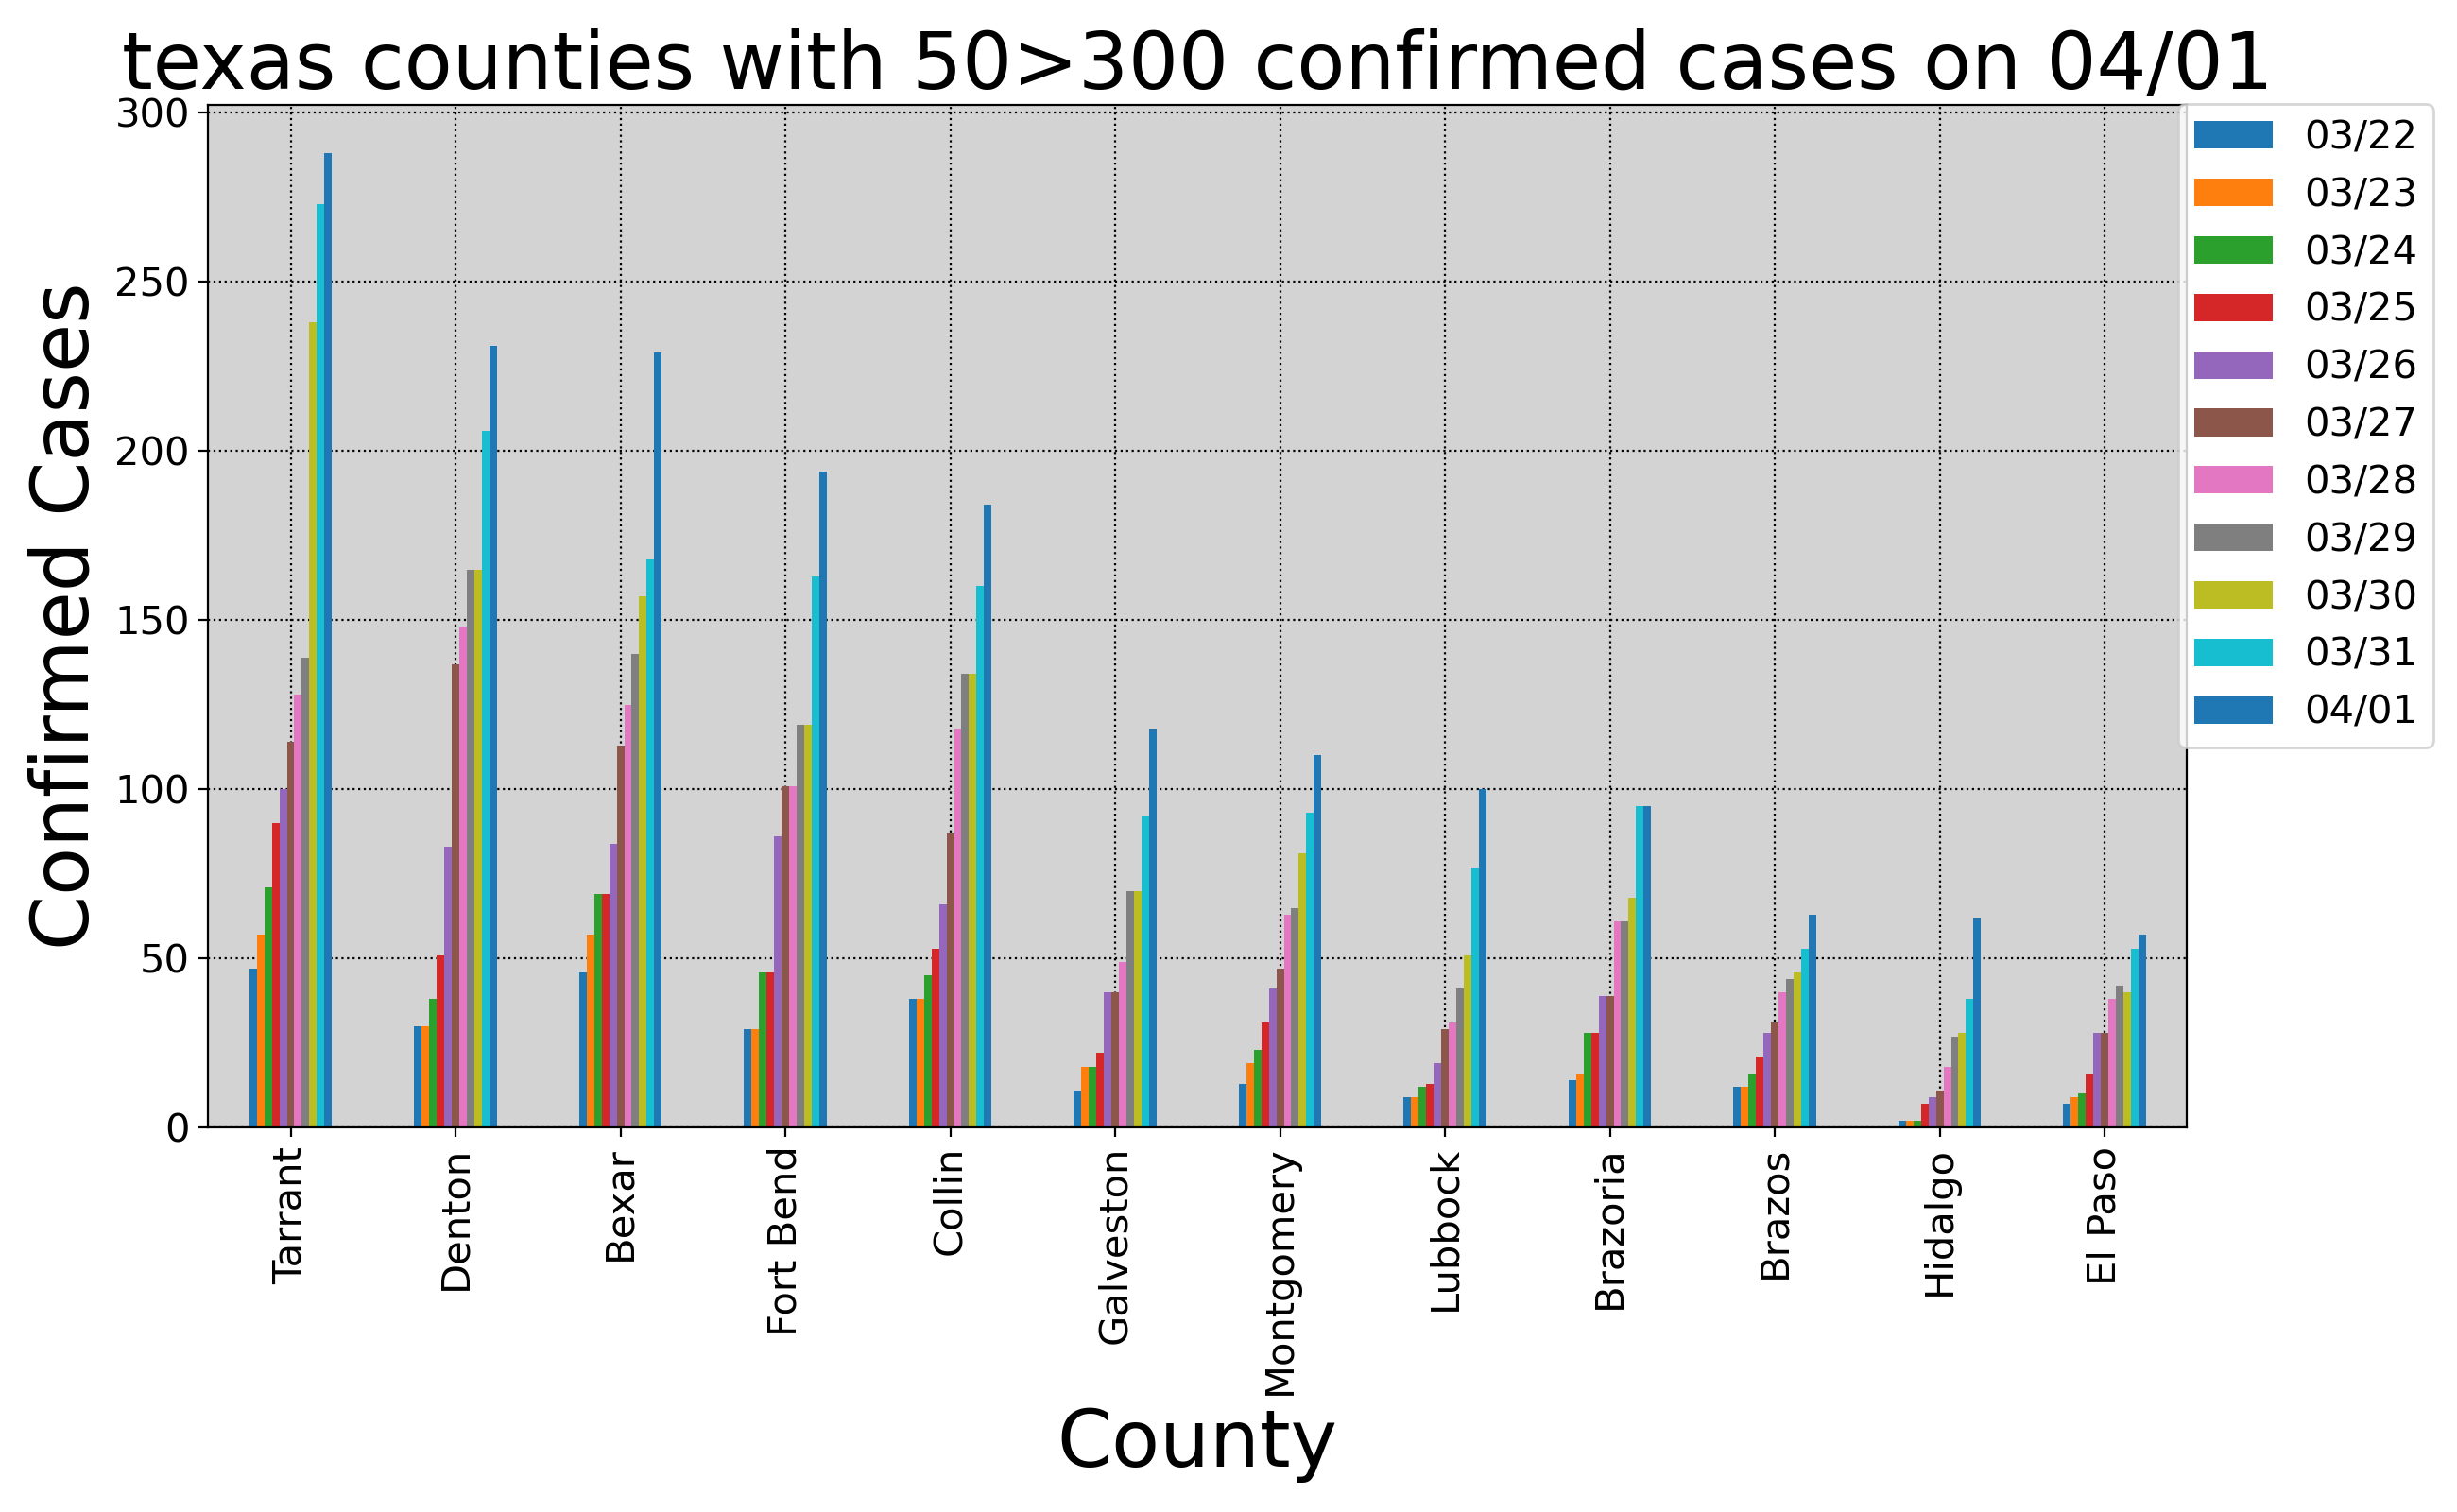 texas counties with 50>300 confirmed cases on 04/01
300
250
200
150
100
50
0
Confirmed Cases
03/22
03/23
03/24
03/25
03/26
03/27
03/28
03/29
03/30
03/31
04/01
Tarrant
Denton
Bexar
Fort Bend
Collin
Galveston
Montgomery
Lubbock
Brazoria
Brazos
Hidalgo
El Paso
County